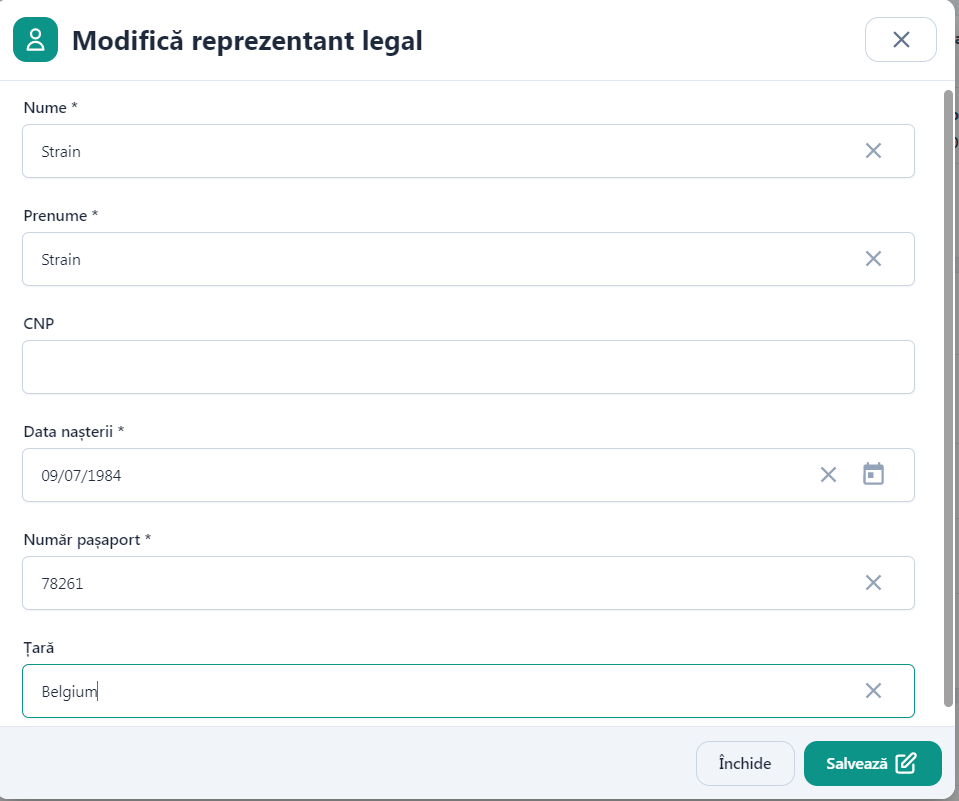 Modifică reprezentant legal
Nume *
Strain
Prenume *
Strain
CNP
Data nașterii *
09/07/1984
Număr pașaport *
78261
Țară
Belgium
Închide
Salvează